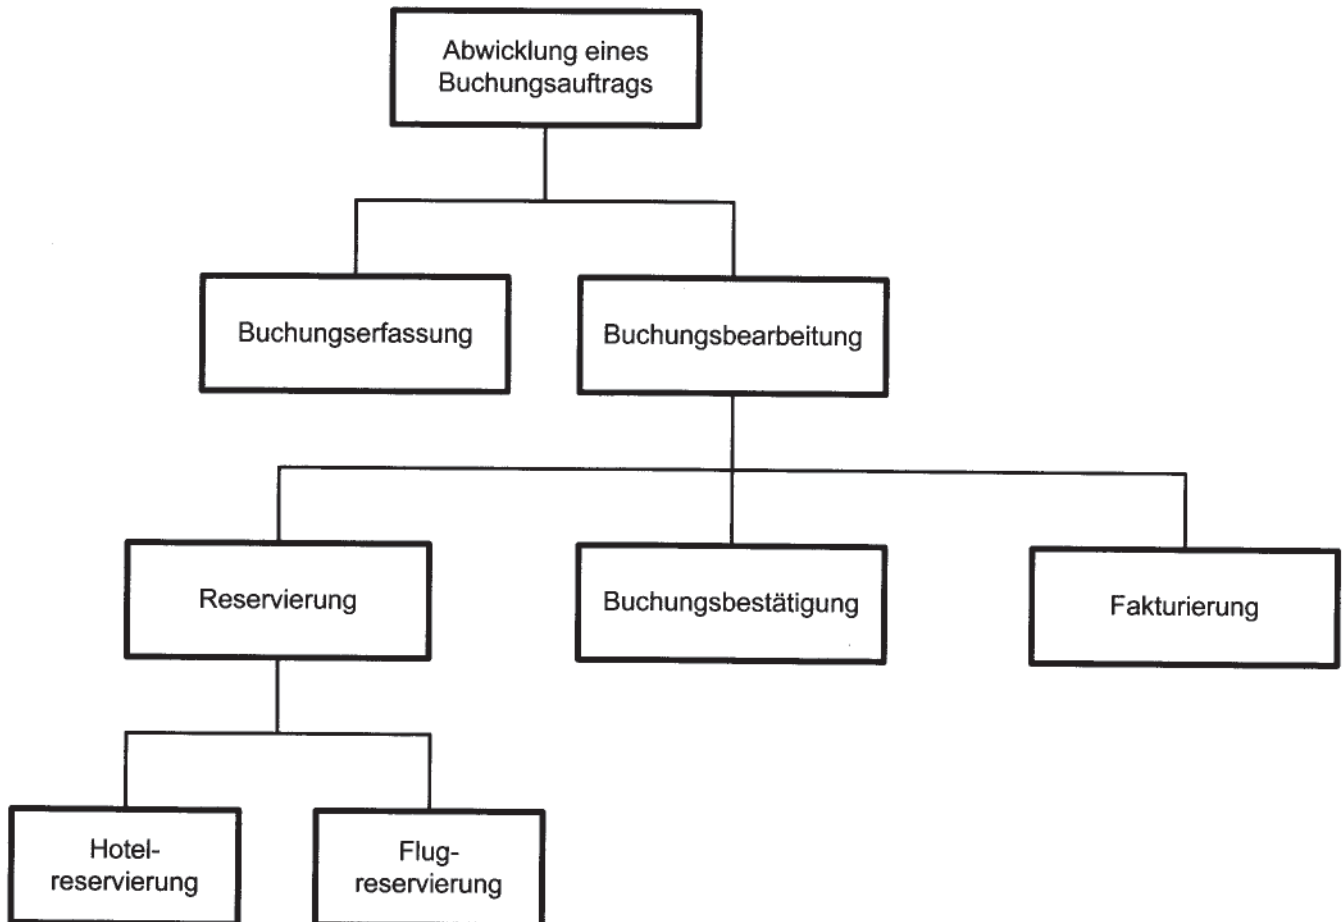 Abwicklung eines
Buchungsauftrags
Buchungserfassung
Buchungsbearbeitung
Reservierung
Buchungsbestätigung
Fakturierung
Hotel-
reservierung
Flug-
reservierung